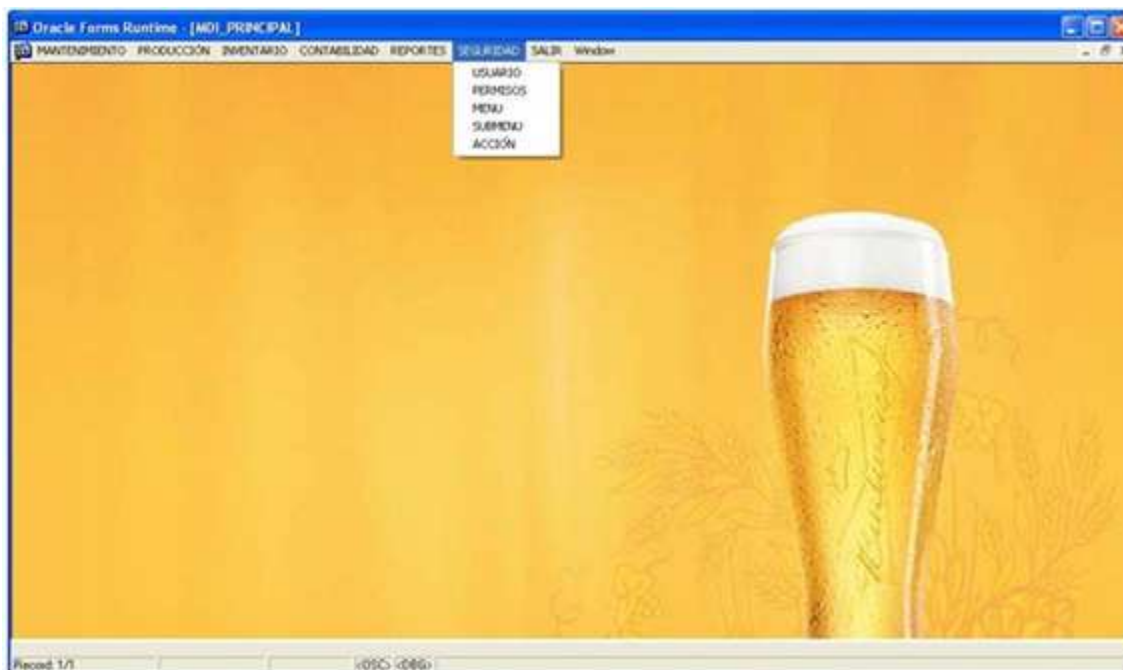 Oracle Forms Runtime - [MDI_PRINCIPAL]
MANTENIMIENTO PRODUCCIÓN INVENTARIO CONTABILIDAD REPORTES SEGURIDAD SALIR Window
USUARIO
PERMISOS
MENU
SUBMENU
ACCIÓN
Record: 1/1 <OSC> <DBG>